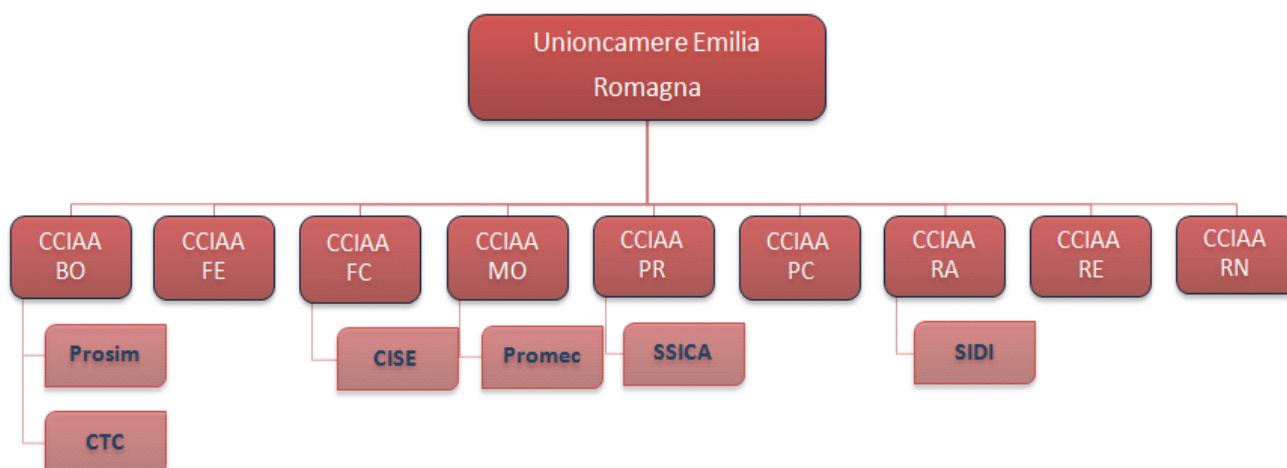 Unioncamere Emilia
Romagna
CCIAA
BO
CCIAA
FE
CCIAA
FC
CCIAA
MO
CCIAA
PR
CCIAA
PC
CCIAA
RA
CCIAA
RE
CCIAA
RN
Prosim
CISE
Promec
SSICA
SIDI
CTC